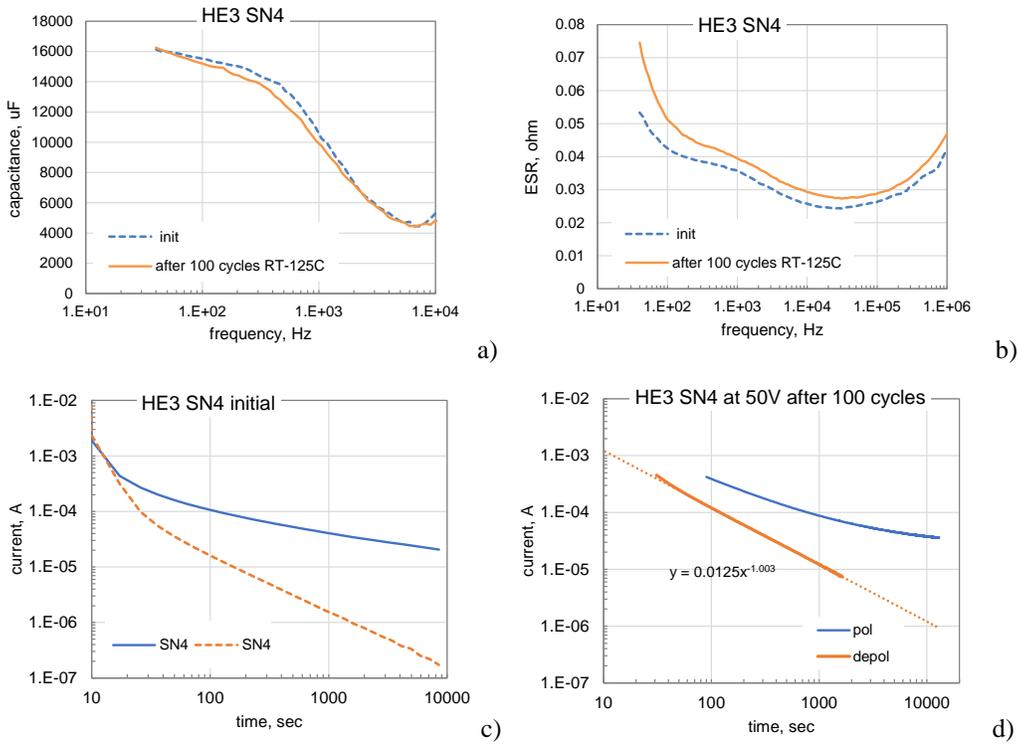 HE3 SN4
18000
16000
14000
12000
10000
8000
6000
4000
2000
0
capacitance, uF
init
after 100 cycles RT-125C
1.E+01 1.E+02 1.E+03 1.E+04
frequency, Hz
a)
HE3 SN4
0.08
0.07
0.06
0.05
0.04
0.03
0.02
0.01
0
ESR, ohm
init
after 100 cycles RT-125C
1.E+01 1.E+02 1.E+03 1.E+04 1.E+05 1.E+06
frequency, Hz
b)
HE3 SN4 initial
1.E-02
1.E-03
1.E-04
1.E-05
1.E-06
1.E-07
current, A
SN4 SN4
10 100 1000 10000
time, sec
c)
HE3 SN4 at 50V after 100 cycles
1.E-02
1.E-03
1.E-04
1.E-05
1.E-06
1.E-07
current, A
y = 0.0125x-1.003
pol
depol
10 100 1000 10000
time, sec
d)